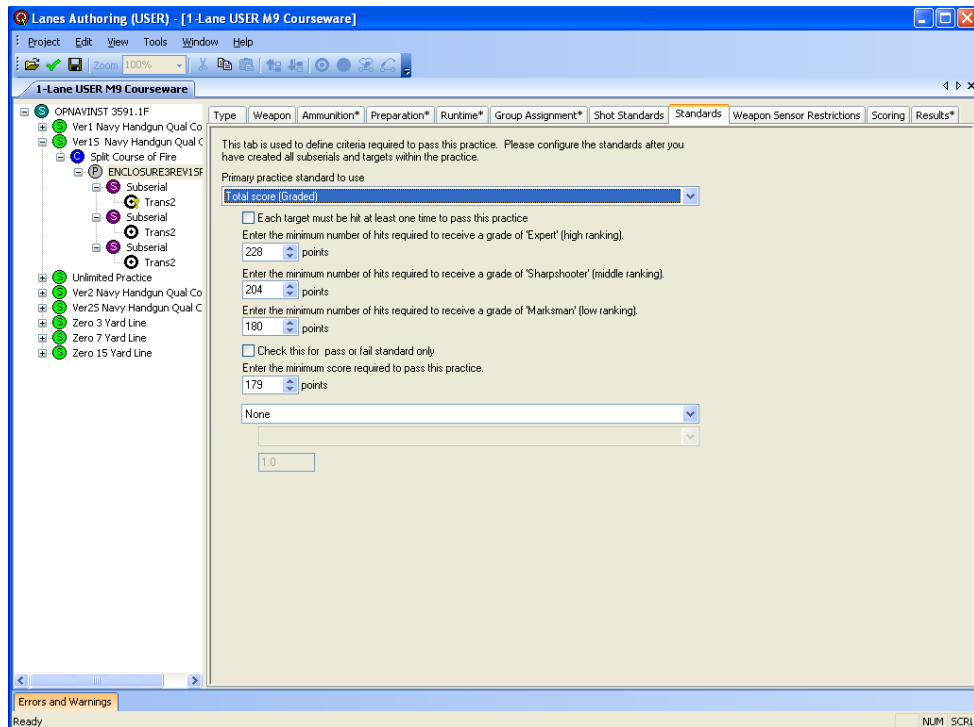 Lanes Authoring (USER) - [1-Lane USER M9 Courseware]
Project Edit View Tools Window Help
Zoom 100%
1-Lane USER M9 Courseware
OPNAVINST 3591.1F
Ver1 Navy Handgun Qual Co
Ver1S Navy Handgun Qual C
Split Course of Fire
ENCLOSURE3REV1SF
Subserial
Trans2
Subserial
Trans2
Subserial
Trans2
Unlimited Practice
Ver2 Navy Handgun Qual Co
Ver2S Navy Handgun Qual C
Zero 3 Yard Line
Zero 7 Yard Line
Zero 15 Yard Line
Type Weapon Ammunition* Preparation* Runtime* Group Assignment* Shot Standards Standards Weapon Sensor Restrictions Scoring Results*
This tab is used to define criteria required to pass this practice. Please configure the standards after you
have created all subserials and targets within the practice.
Primary practice standard to use
Total score (Graded)
Each target must be hit at least one time to pass this practice
Enter the minimum number of hits required to receive a grade of 'Expert' (high ranking).
228 points
Enter the minimum number of hits required to receive a grade of 'Sharpshooter' (middle ranking).
204 points
Enter the minimum number of hits required to receive a grade of 'Marksman' (low ranking).
180 points
Check this for pass or fail standard only
Enter the minimum score required to pass this practice.
179 points
None
1.0
Errors and Warnings
Ready
NUM SCRL